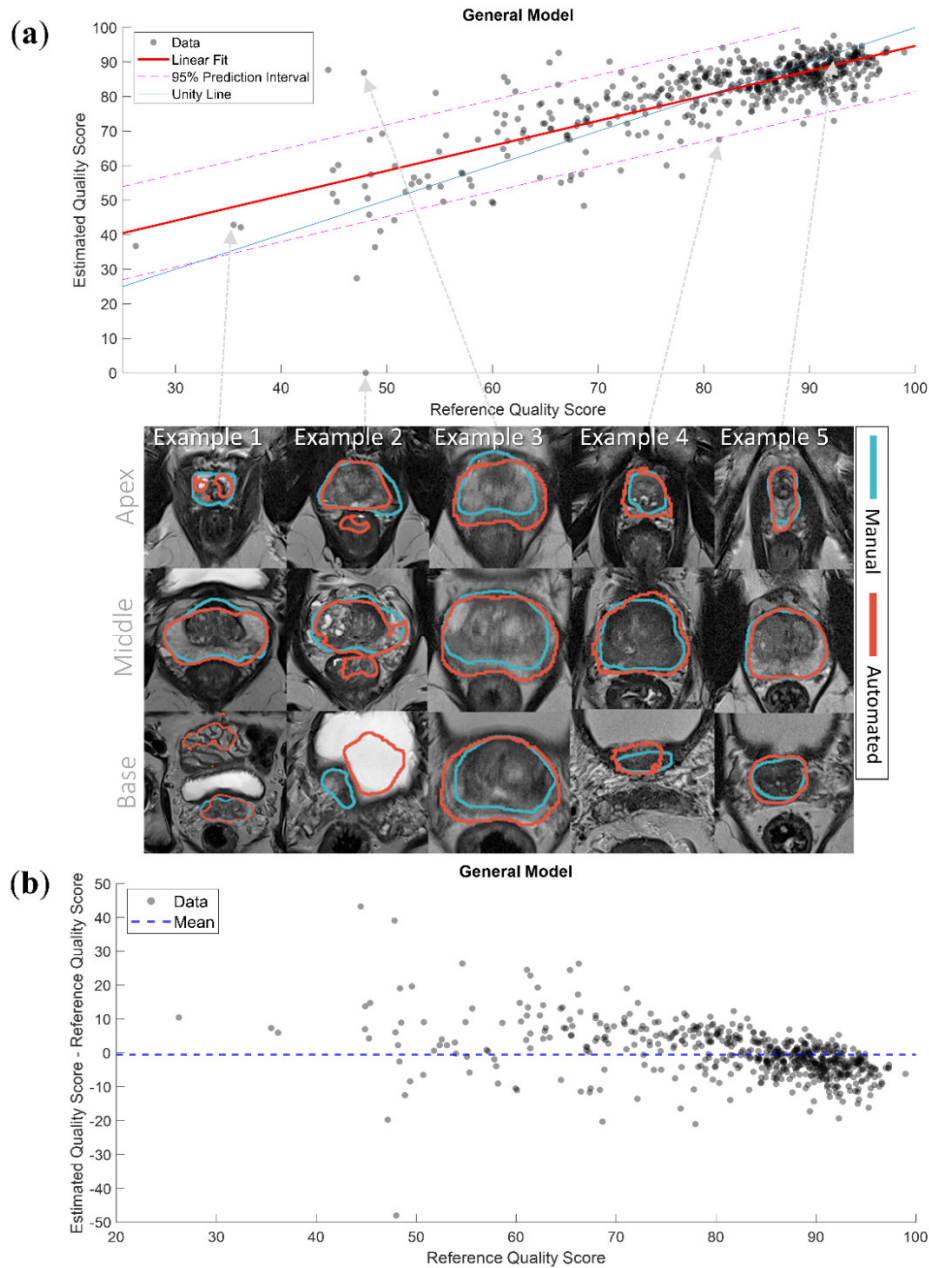 (a)
General Model
Data
Linear Fit
95% Prediction Interval
Unity Line
Estimated Quality Score
100
90
80
70
60
50
40
30
20
10
0
30
40
50
60
70
80
90
100
Reference Quality Score
Example 1
Example 2
Example 3
Example 4
Example 5
Apex
Middle
Base
Manual
Automated
(b)
General Model
Data
Mean
Estimated Quality Score - Reference Quality Score
50
40
30
20
10
0
-10
-20
-30
-40
-50
20
30
40
50
60
70
80
90
100
Reference Quality Score